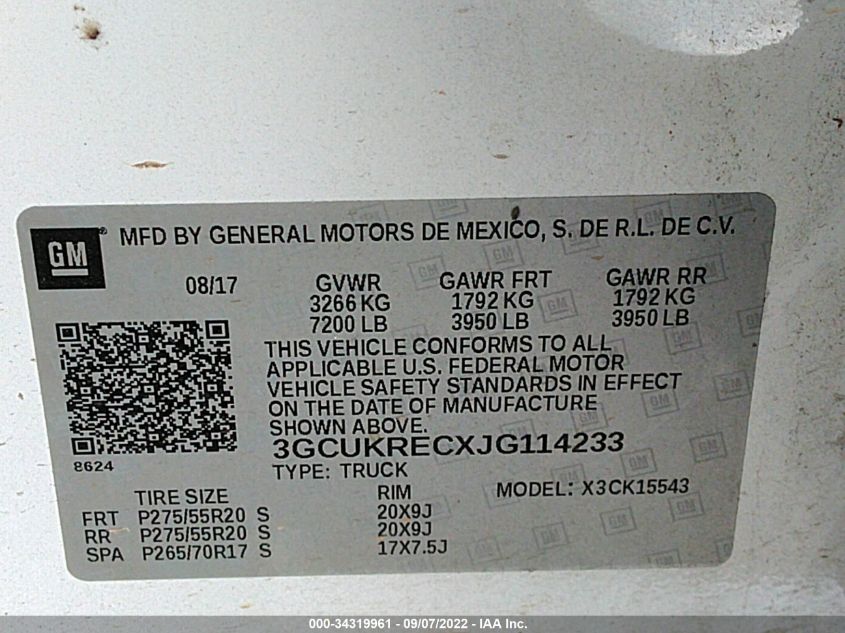 GM ® MFD BY GENERAL MOTORS DE MEXICO, S. DE R.L. DE C.V.
08/17 GVWR GAWR FRT GAWR RR
3266 KG 1792 KG 1792 KG
7200 LB 3950 LB 3950 LB
THIS VEHICLE CONFORMS TO ALL
APPLICABLE U.S. FEDERAL MOTOR
VEHICLE SAFETY STANDARDS IN EFFECT
ON THE DATE OF MANUFACTURE
SHOWN ABOVE.
3GCUKRECXJG114233
8624
TYPE: TRUCK
TIRE SIZE RIM MODEL: X3CK15543
FRT P275/55R20 S 20X9J
RR P275/55R20 S 20X9J
SPA P265/70R17 S 17X7.5J
000-34319961 - 09/07/2022 - IAA Inc.